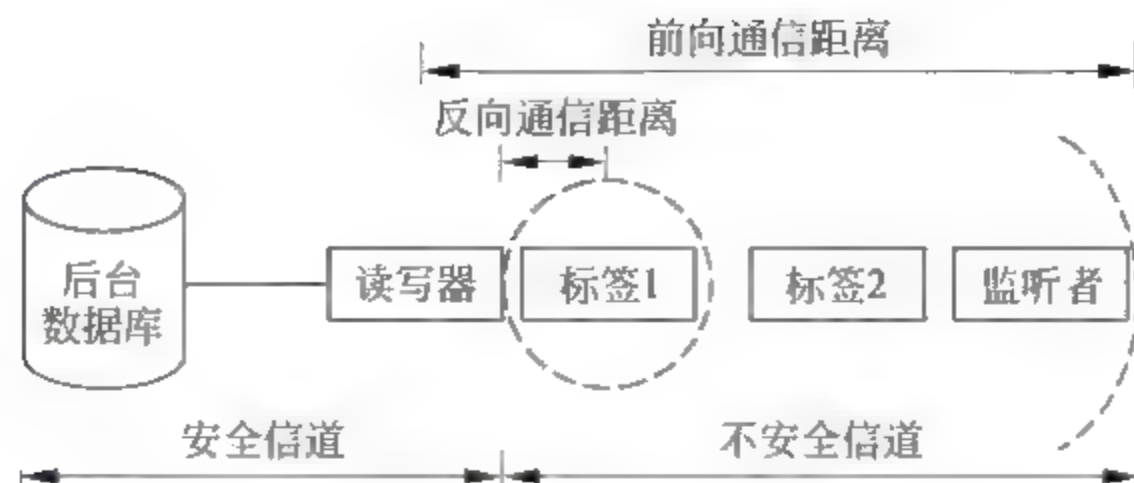 前向通信距离
反向通信距离
后台
数据库
读写器
标签1
标签2
监听者
安全信道
不安全信道